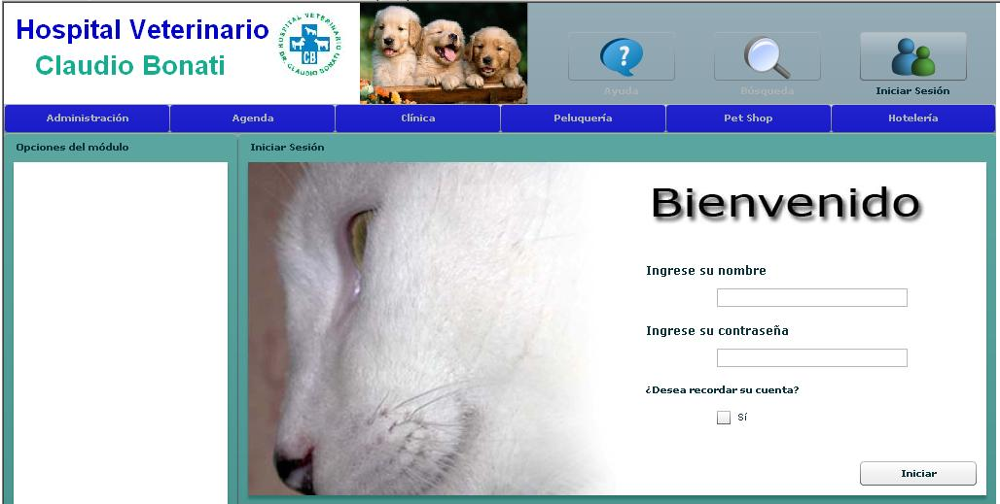 Hospital Veterinario
Claudio Bonati
HOSPITAL VETERINARIO
DR. CLAUDIO BONATI
CB
?
Ayuda
Búsqueda
Iniciar Sesión
Administración
Agenda
Clínica
Peluquería
Pet Shop
Hotelería
Opciones del módulo
Iniciar Sesión
Bienvenido
Ingrese su nombre
Ingrese su contraseña
¿Desea recordar su cuenta?
Sí
Iniciar